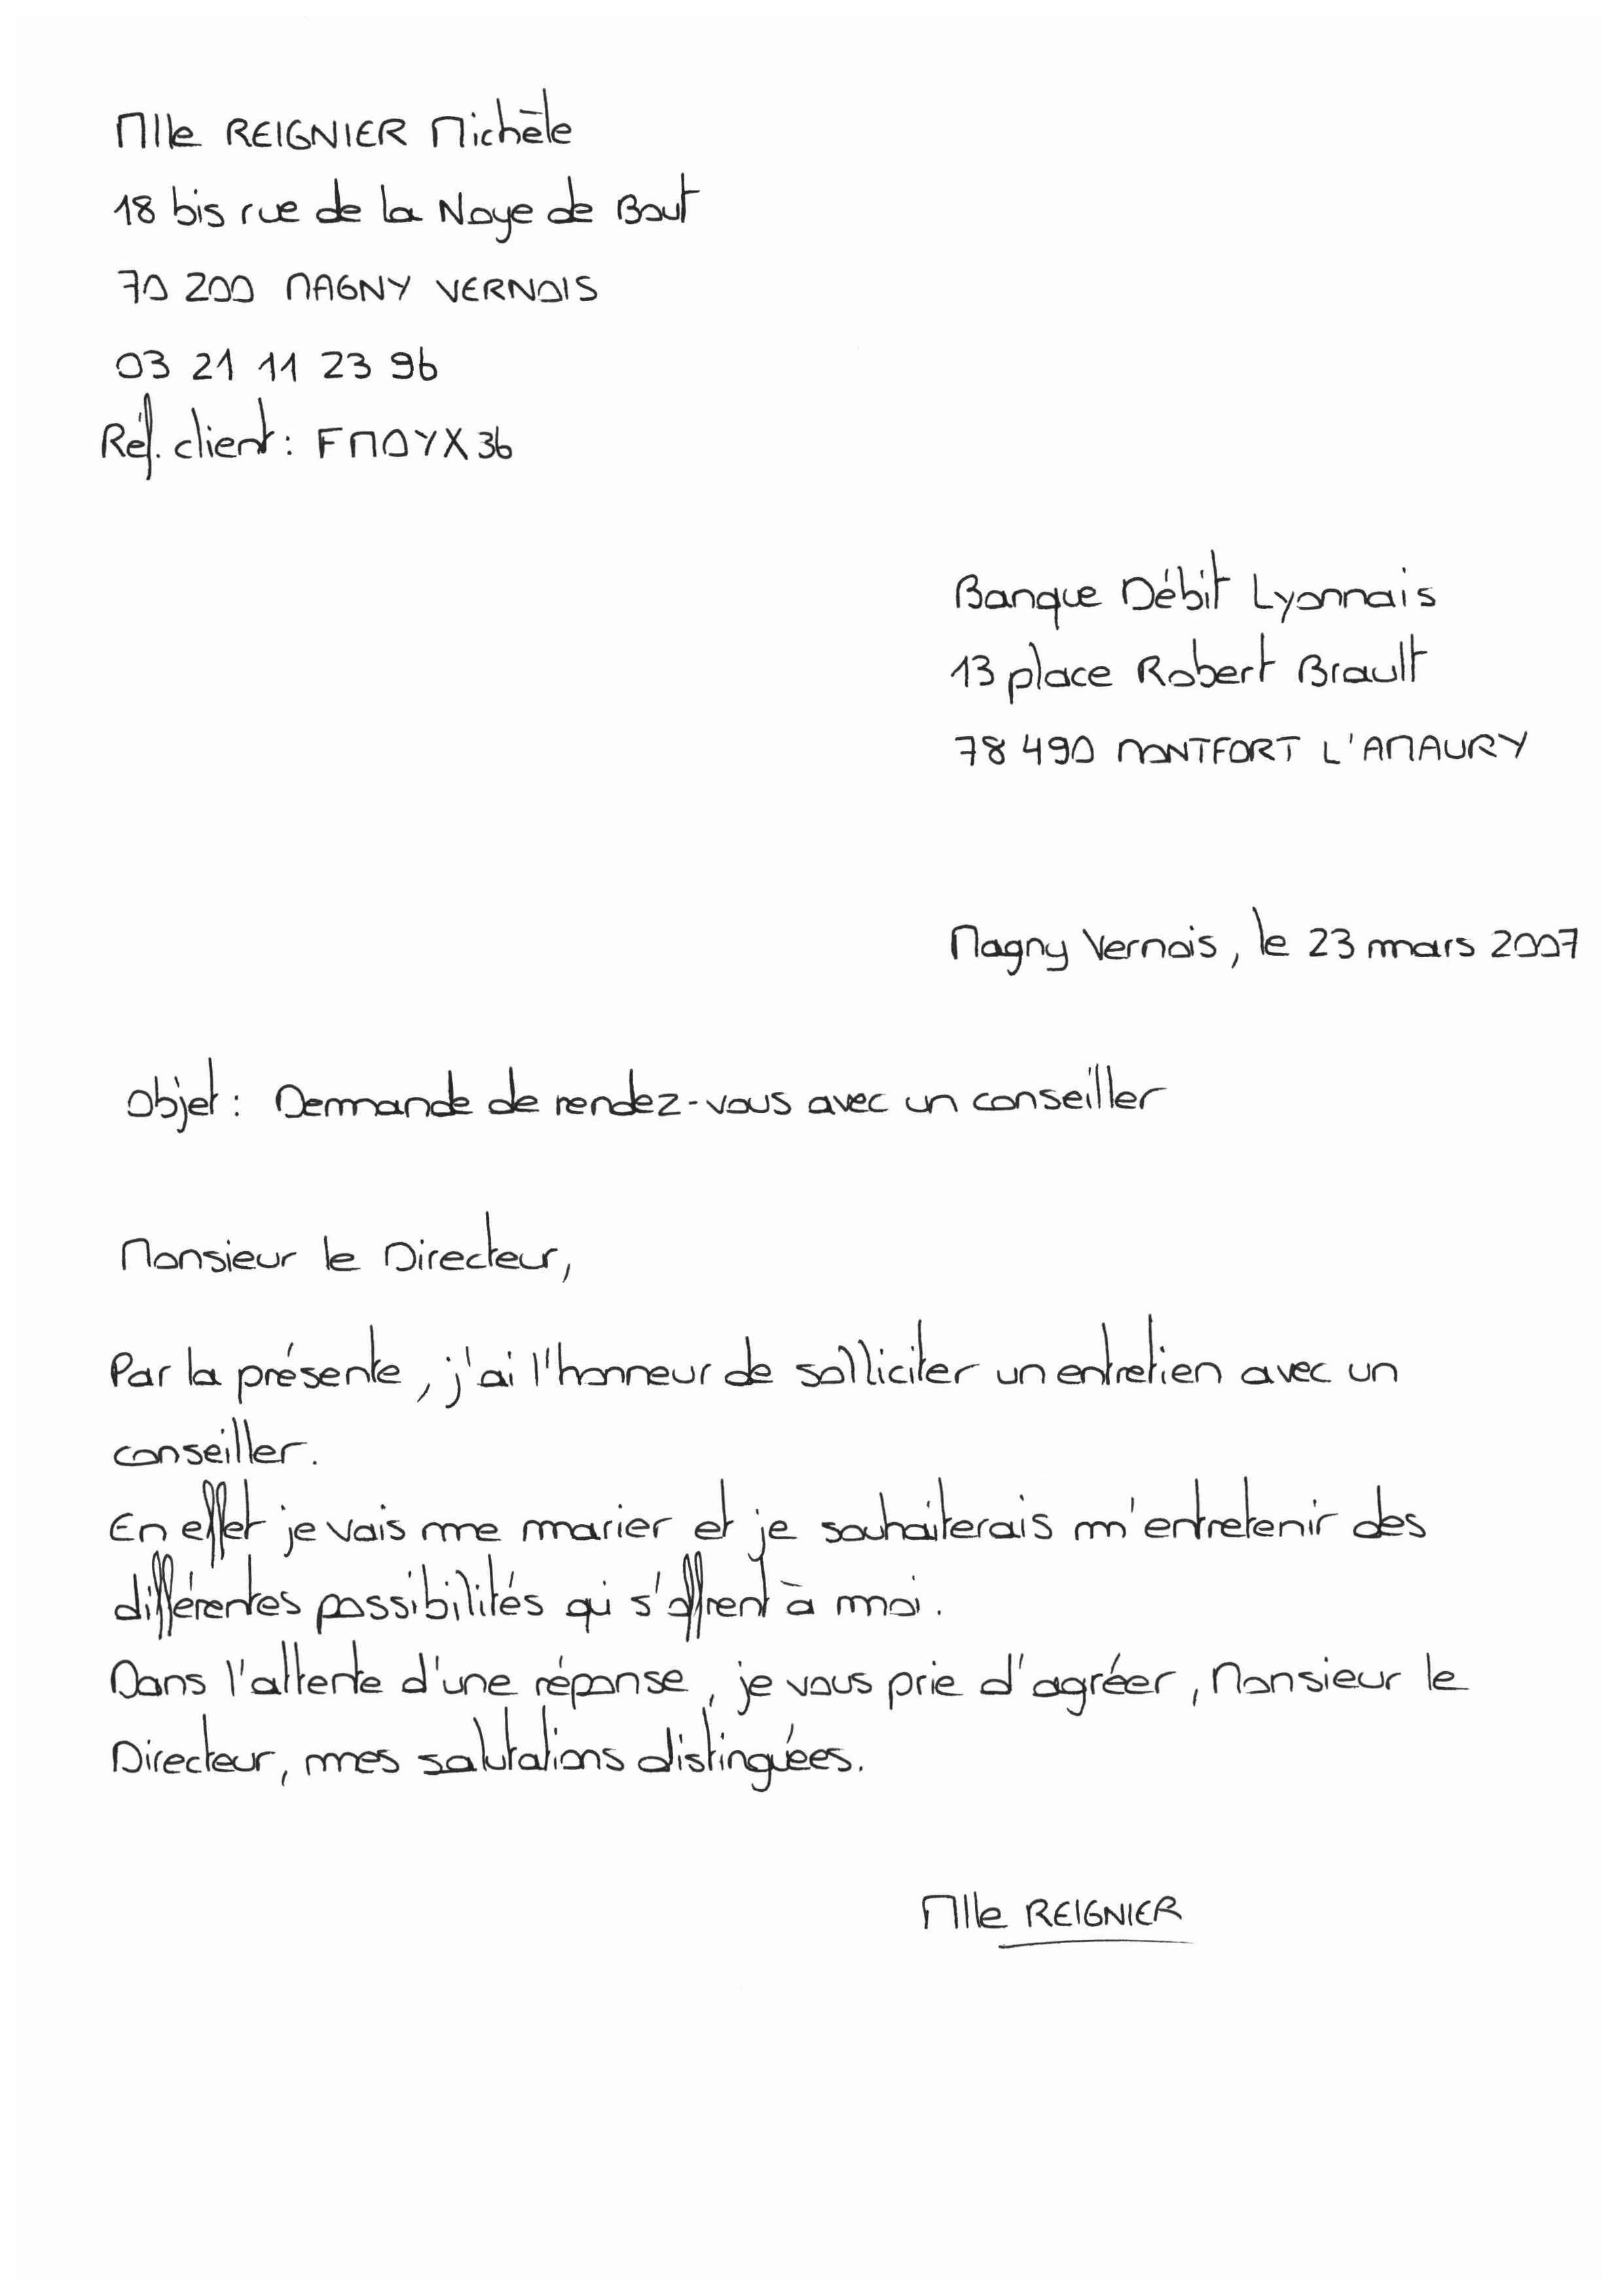 Mlle REIGNIER Michèle
18 bis rue de la Noye de Bout
70 200 MAGNY VERNOIS
03 21 11 23 96
Réf. client : FMOYX36
Banque Débit Lyonnais
13 place Robert Brault
78 490 MONTFORT L'AMAURY
Magny Vernois, le 23 mars 2007
Objet : Demande de rendez-vous avec un conseiller
Monsieur le Directeur,
Par la présente, j'ai l'honneur de solliciter un entretien avec un
conseiller.
En effet je vais me marier et je souhaiterais m'entretenir des
différentes possibilités qui s'offrent à moi.
Dans l'attente d'une réponse, je vous prie d'agréer, Monsieur le
Directeur, mes salutations distinguées.
Mlle REIGNIER